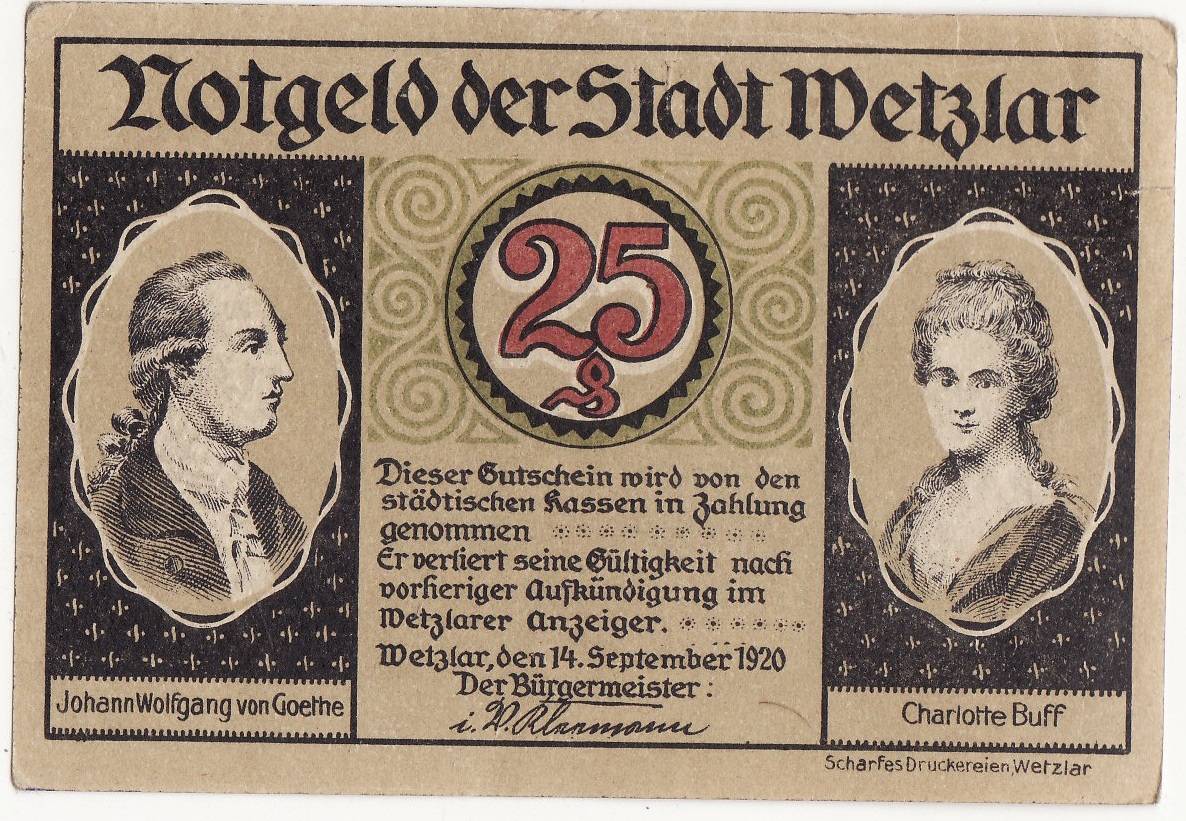 Notgeld der Stadt Wetzlar
25
₰
Dieser Gutschein wird von den
städtischen Kassen in Zahlung
genommen
Er verliert seine Gültigkeit nach
vorheriger Aufkündigung im
Wetzlarer Anzeiger.
Wetzlar, den 14. September 1920
Der Bürgermeister:
i. V.
Johann Wolfgang von Goethe
Charlotte Buff
Scharfes Druckereien, Wetzlar